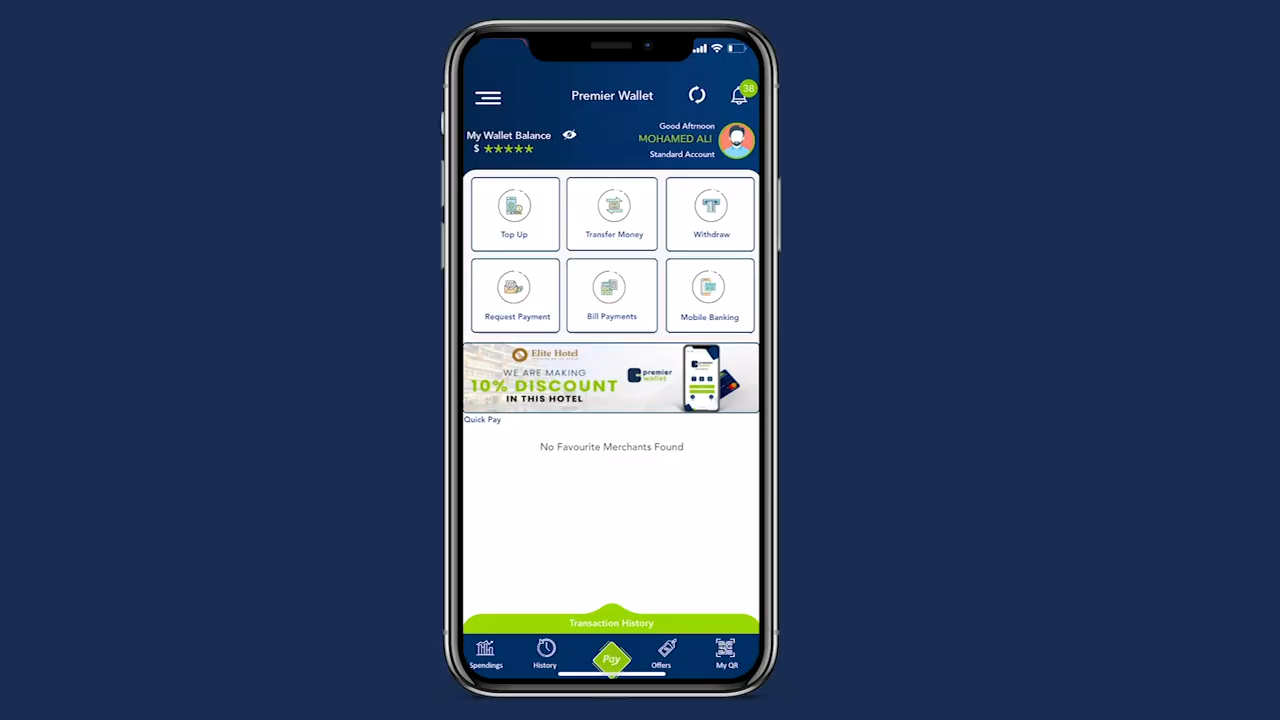 Premier Wallet
38
My Wallet Balance
$ *****
Good Aftrnoon
MOHAMED ALI
Standard Account
Top Up
Transfer Money
Withdraw
Request Payment
Bill Payments
Mobile Banking
Elite Hotel
WE ARE MAKING
10% DISCOUNT
IN THIS HOTEL
premier
wallet
Quick Pay
No Favourite Merchants Found
Transaction History
Spendings
History
Pay
Offers
My QR